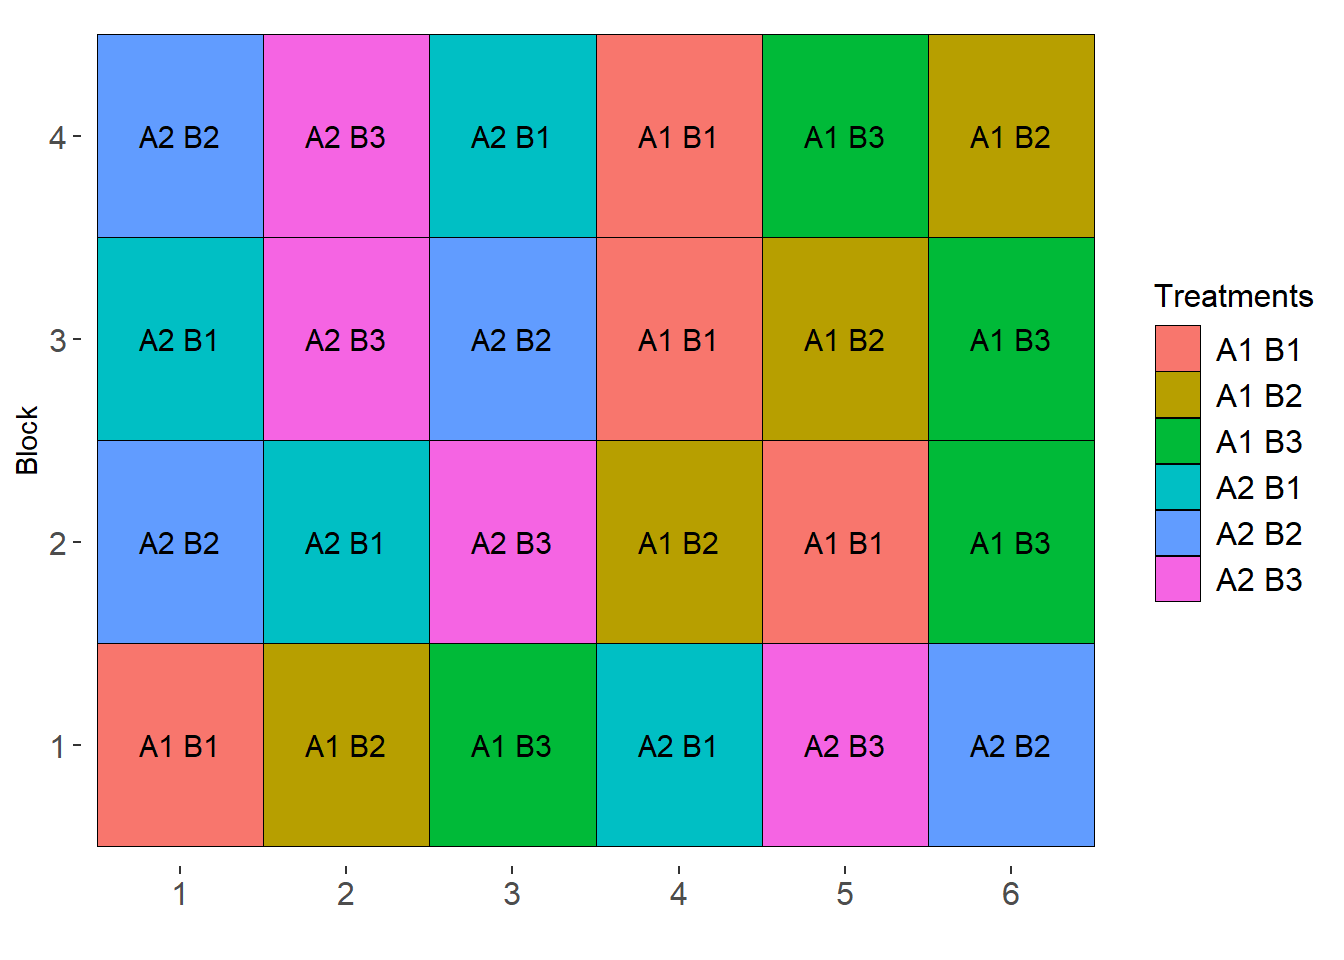 4
A2 B2 A2 B3 A2 B1 A1 B1 A1 B3 A1 B2
3
A2 B1 A2 B3 A2 B2 A1 B1 A1 B2 A1 B3
Block
2
A2 B2 A2 B1 A2 B3 A1 B2 A1 B1 A1 B3
1
A1 B1 A1 B2 A1 B3 A2 B1 A2 B3 A2 B2
1 2 3 4 5 6
Treatments
A1 B1
A1 B2
A1 B3
A2 B1
A2 B2
A2 B3